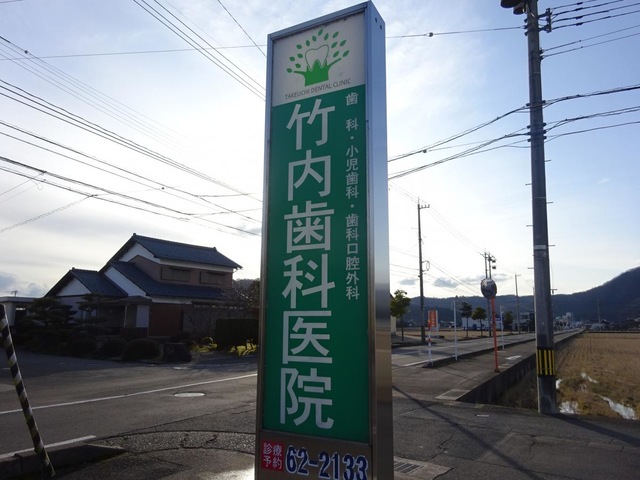 TAKEUCHI DENTAL CLINIC
歯科・小児歯科・歯科口腔外科
竹内歯科医院
診療
予約
62-2133